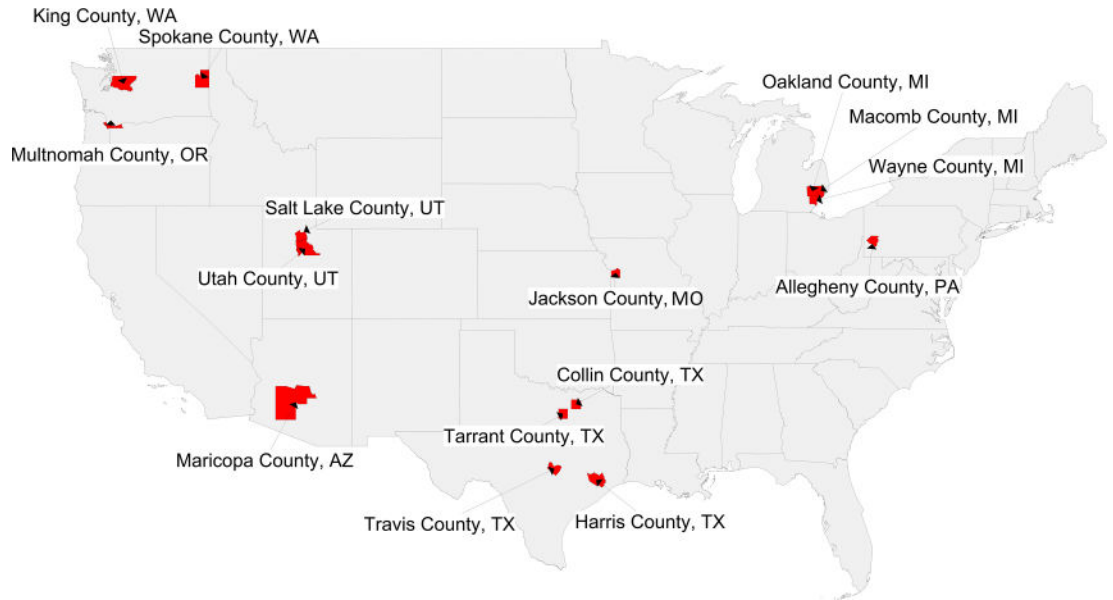 King County, WA
Spokane County, WA
Oakland County, MI
Macomb County, MI
Multnomah County, OR
Wayne County, MI
Salt Lake County, UT
Utah County, UT
Allegheny County, PA
Jackson County, MO
Collin County, TX
Tarrant County, TX
Maricopa County, AZ
Travis County, TX
Harris County, TX